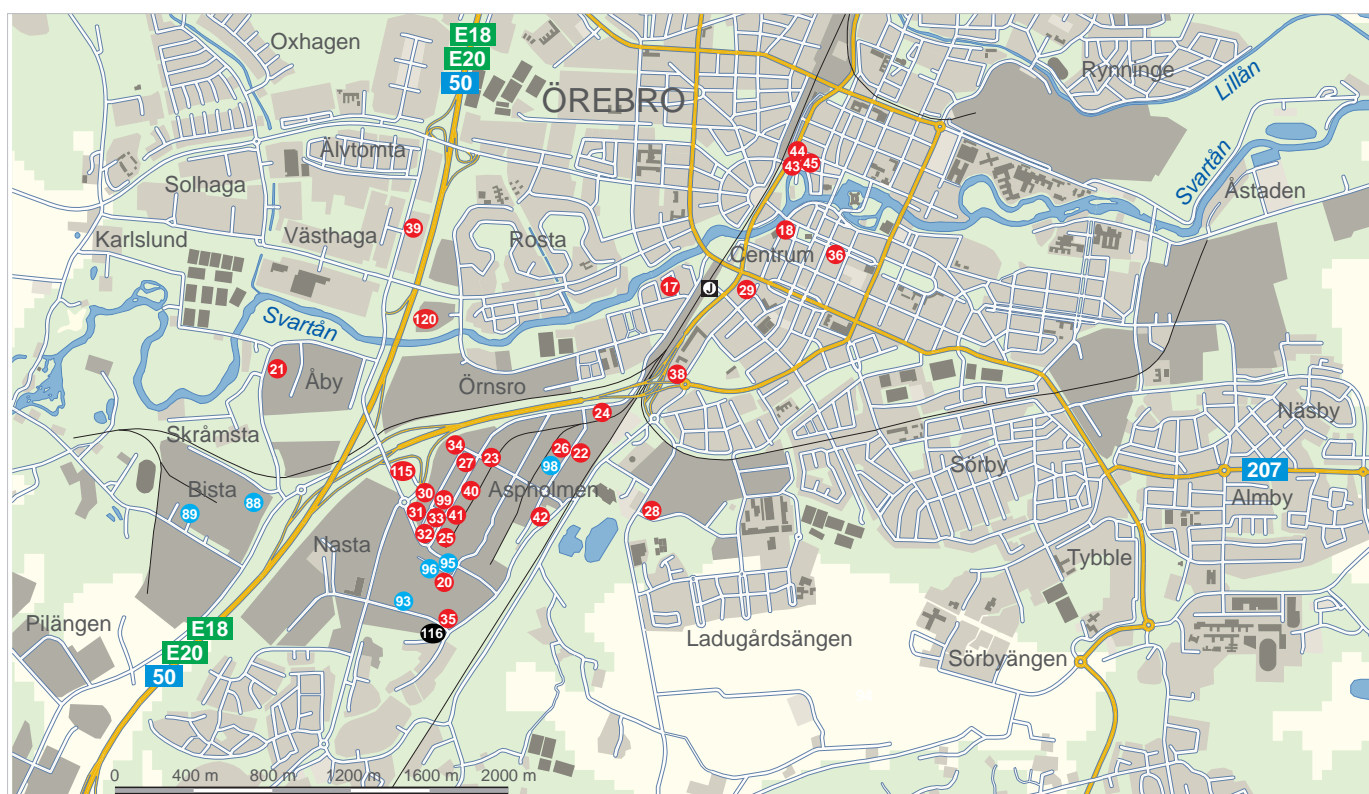 Oxhagen
E18
E20
50
ÖREBRO
Rynninge
Lillån
Älvtomta
44
43
45
Solhaga
Svartån
Åstaden
Karlslund
Västhaga
39
Rosta
18
Centrum
36
17
J
29
Svartån
120
21
Åby
Örnsro
38
24
Näsby
Skråmsta
34
27
23
26
22
98
115
Sörby
207
Bista
88
89
30
99
40
Aspholmen
Almby
31
33
41
42
28
32
25
Nasta
96
95
20
Tybble
93
35
116
Pilängen
E18
E20
50
Ladugårdsängen
Sörbyängen
0
400 m
800 m
1200 m
1600 m
2000 m